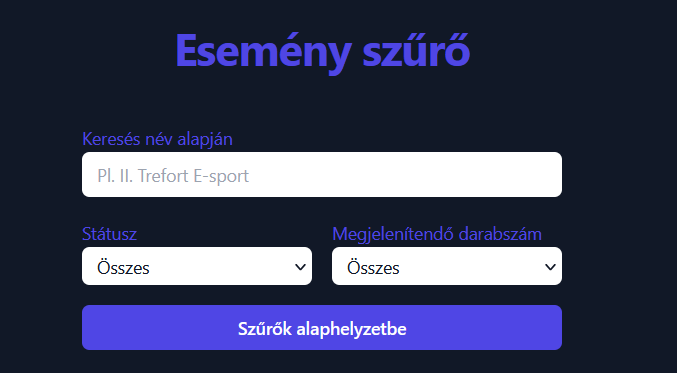 Esemény szűrő
Keresés név alapján
Pl. II. Trefort E-sport
Státusz
Megjelenítendő darabszám
Összes
Összes
Szűrők alaphelyzetbe